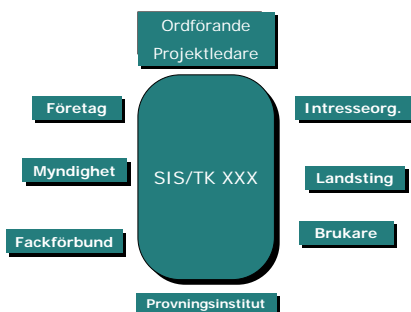 Ordförande
Projektledare
Företag
Intresseorg.
Myndighet
SIS/TK XXX
Landsting
Fackförbund
Brukare
Provningsinstitut